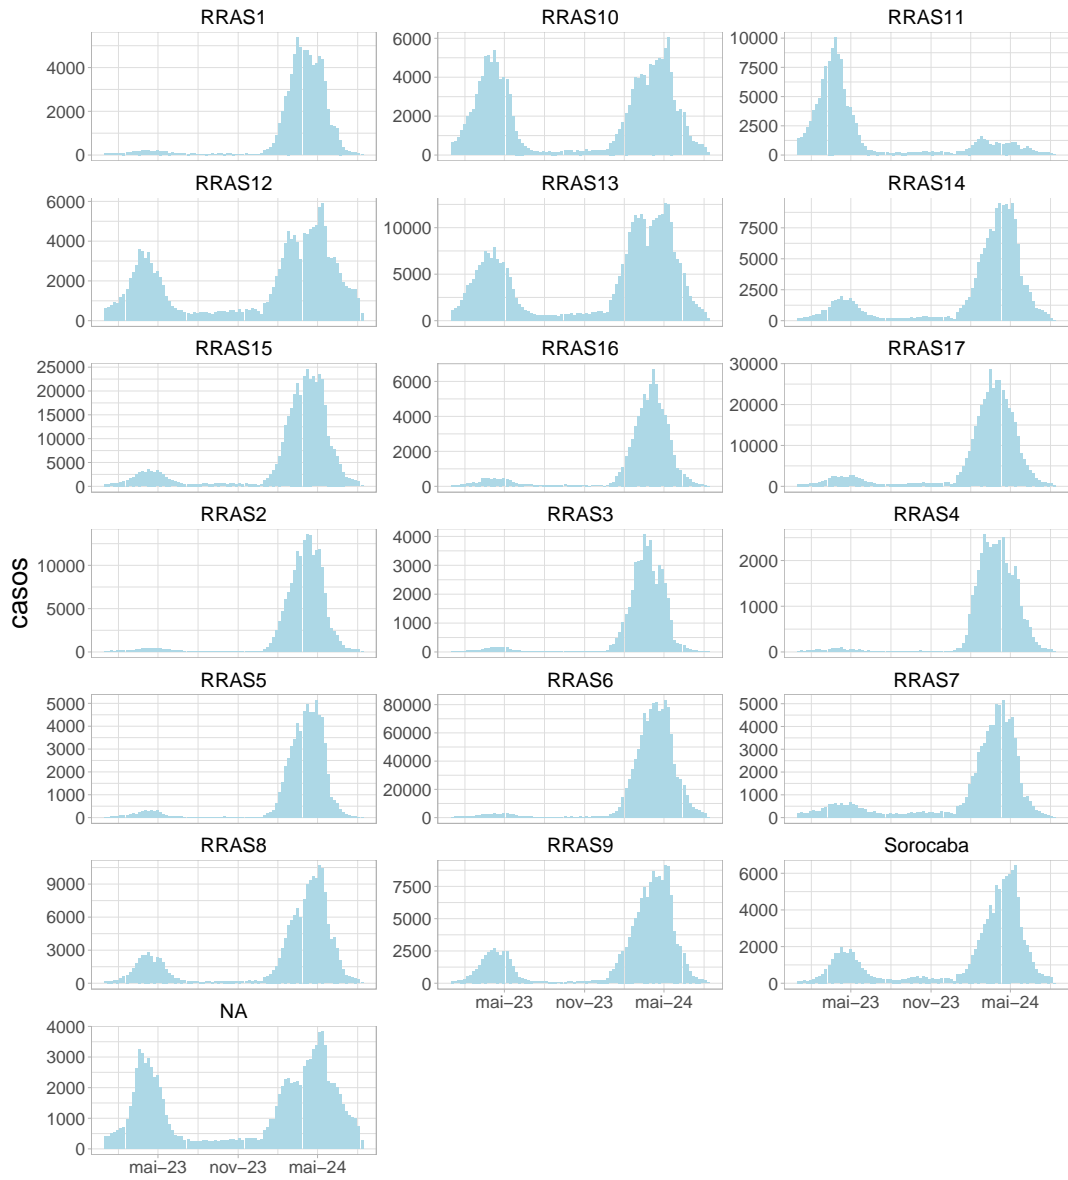 RRAS1 RRAS10 RRAS11
4000 2000 0
6000 4000 2000 0
10000 7500 5000 2500 0
RRAS12 RRAS13 RRAS14
6000 4000 2000 0
10000 5000 0
7500 5000 2500 0
RRAS15 RRAS16 RRAS17
25000 20000 15000 10000 5000 0
6000 4000 2000 0
30000 20000 10000 0
casos
RRAS2 RRAS3 RRAS4
10000 5000 0
4000 3000 2000 1000 0
2000 1000 0
RRAS5 RRAS6 RRAS7
5000 4000 3000 2000 1000 0
80000 60000 40000 20000 0
5000 4000 3000 2000 1000 0
RRAS8 RRAS9 Sorocaba
9000 6000 3000 0
7500 5000 2500 0
6000 4000 2000 0
mai–23 nov–23 mai–24
mai–23 nov–23 mai–24
NA
4000 3000 2000 1000 0
mai–23 nov–23 mai–24